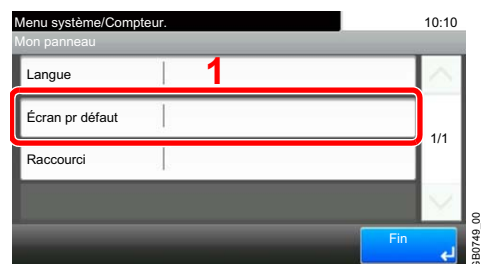 Menu système/Compteur.
10:10
Mon panneau
Langue
1
Écran pr défaut
1/1
Raccourci
Fin
GB0749_00